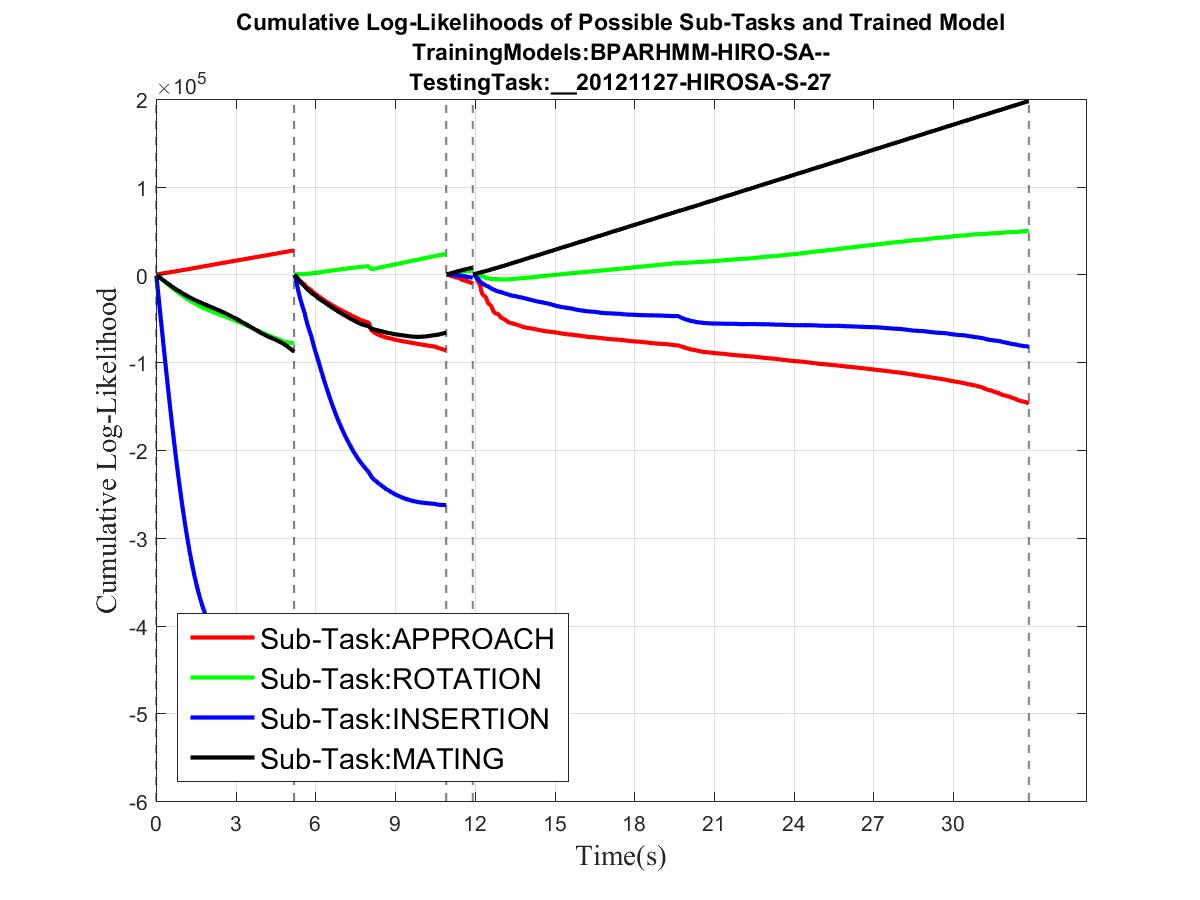 Cumulative Log-Likelihoods of Possible Sub-Tasks and Trained Model
TrainingModels:BPARHMM-HIRO-SA--
TestingTask:__20121127-HIROSA-S-27
×10^5
2
1
0
-1
-2
-3
-4
-5
-6
Cumulative Log-Likelihood
Sub-Task:APPROACH
Sub-Task:ROTATION
Sub-Task:INSERTION
Sub-Task:MATING
0 3 6 9 12 15 18 21 24 27 30
Time(s)